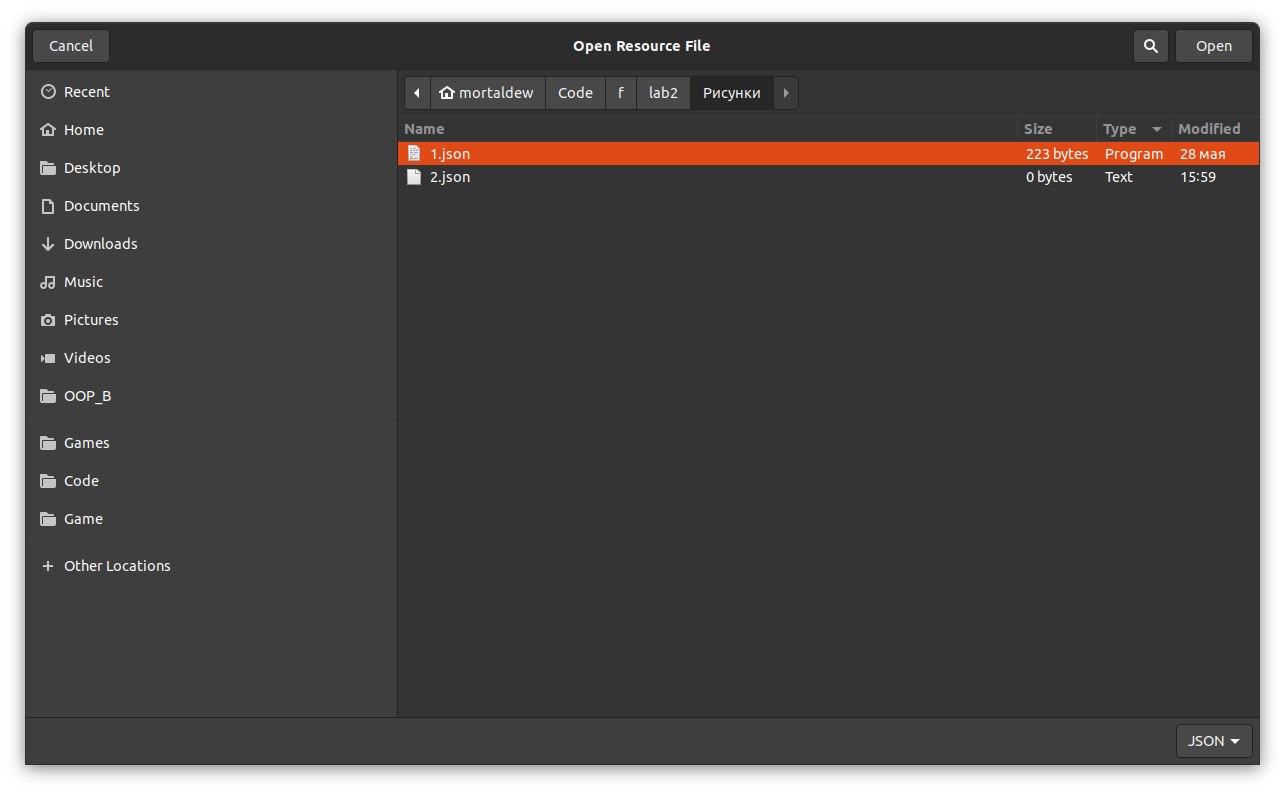 Cancel Open Resource File Open
Recent
Home
Desktop
Documents
Downloads
Music
Pictures
Videos
OOP_B
Games
Code
Game
Other Locations
mortaldew Code f lab2 Рисунки
Name Size Type Modified
1.json 223 bytes Program 28 мая
2.json 0 bytes Text 15:59
JSON